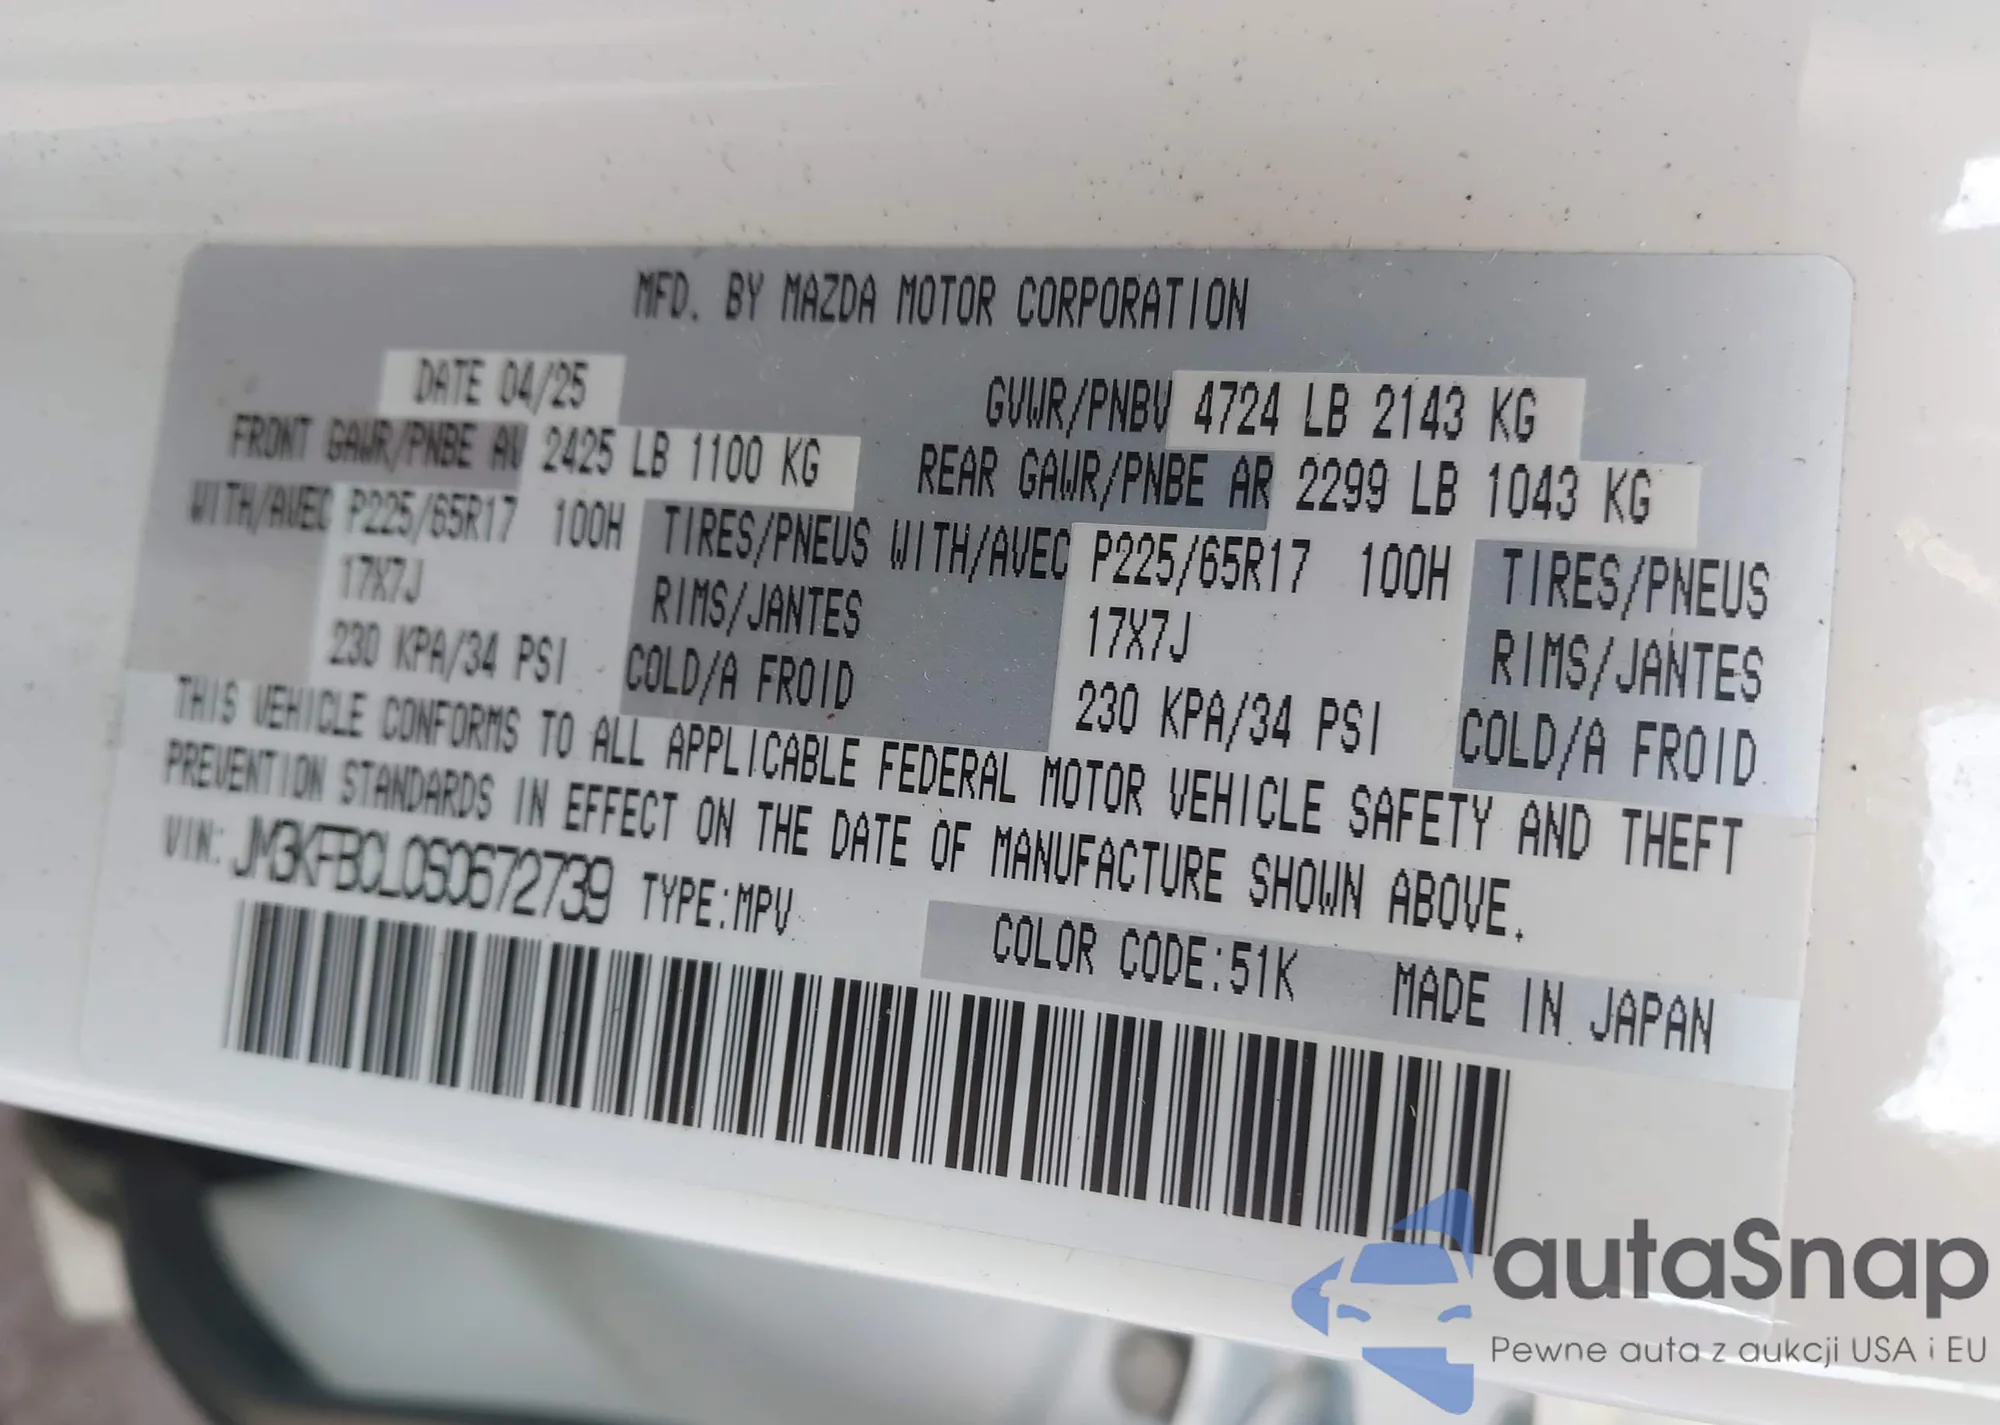 MFD. BY MAZDA MOTOR CORPORATION
DATE 04/25 GVWR/PNBV 4724 LB 2143 KG
FRONT GAWR/PNBE AV 2425 LB 1100 KG REAR GAWR/PNBE AR 2299 LB 1043 KG
WITH/AVEC P225/65R17 100H TIRES/PNEUS WITH/AVEC P225/65R17 100H TIRES/PNEUS
17X7J RIMS/JANTES 17X7J RIMS/JANTES
230 KPA/34 PSI COLD/A FROID 230 KPA/34 PSI COLD/A FROID
THIS VEHICLE CONFORMS TO ALL APPLICABLE FEDERAL MOTOR VEHICLE SAFETY AND THEFT
PREVENTION STANDARDS IN EFFECT ON THE DATE OF MANUFACTURE SHOWN ABOVE.
VIN: JM3KFBCL0S0672739 TYPE:MPV
COLOR CODE:51K MADE IN JAPAN
autaSnap
Pewne auta z aukcji USA i EU